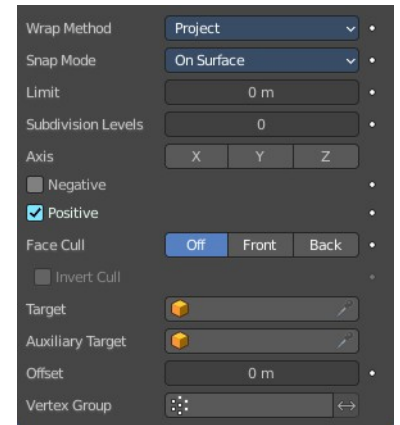 Wrap Method Project
Snap Mode On Surface
Limit 0 m
Subdivision Levels 0
Axis X Y Z
Negative
Positive
Face Cull Off Front Back
Invert Cull
Target
Auxiliary Target
Offset 0 m
Vertex Group